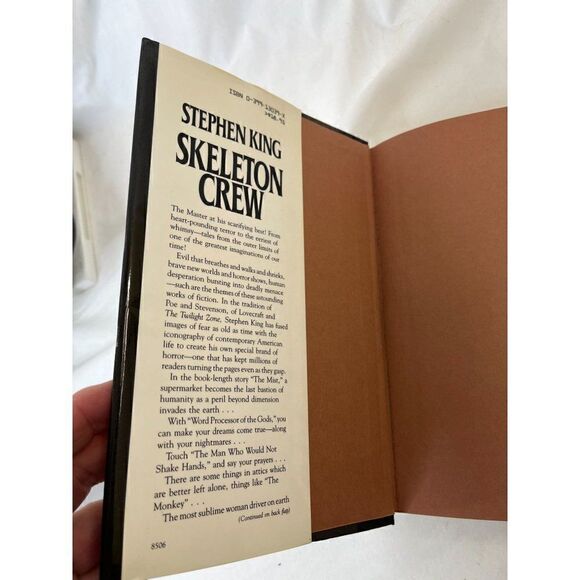 ISBN 0-399-13039-X
>$18.95
STEPHEN KING
SKELETON
CREW
The Master at his scarifying best! From
heart-pounding terror to the eeriest of
whimsy—tales from the outer limits of
one of the greatest imaginations of our
time!
Evil that breathes and walks and shrieks,
brave new worlds and horror shows, human
desperation bursting into deadly menace
—such are the themes of these astounding
works of fiction. In the tradition of
Poe and Stevenson, of Lovecraft and
The Twilight Zone, Stephen King has fused
images of fear as old as time with the
iconography of contemporary American
life to create his own special brand of
horror—one that has kept millions of
readers turning the pages even as they gasp.
In the book-length story "The Mist," a
supermarket becomes the last bastion of
humanity as a peril beyond dimension
invades the earth . . .
With "Word Processor of the Gods," you
can make your dreams come true—along
with your nightmares . . .
Touch "The Man Who Would Not
Shake Hands," and say your prayers . . .
There are some things in attics which
are better left alone, things like "The
Monkey" . . .
The most sublime woman driver on earth
(Continued on back flap)
8506